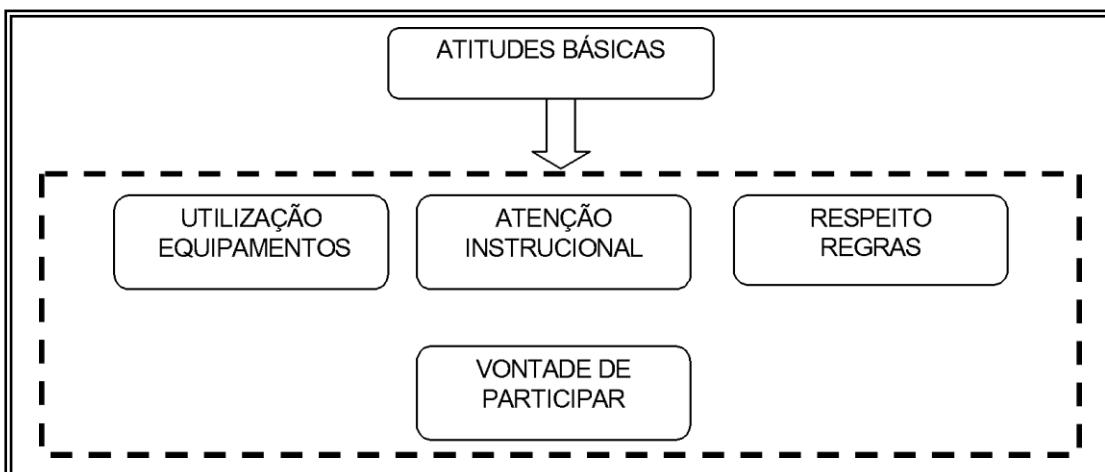 ATITUDES BÁSICAS
UTILIZAÇÃO
EQUIPAMENTOS
ATENÇÃO
INSTRUCIONAL
RESPEITO
REGRAS
VONTADE DE
PARTICIPAR